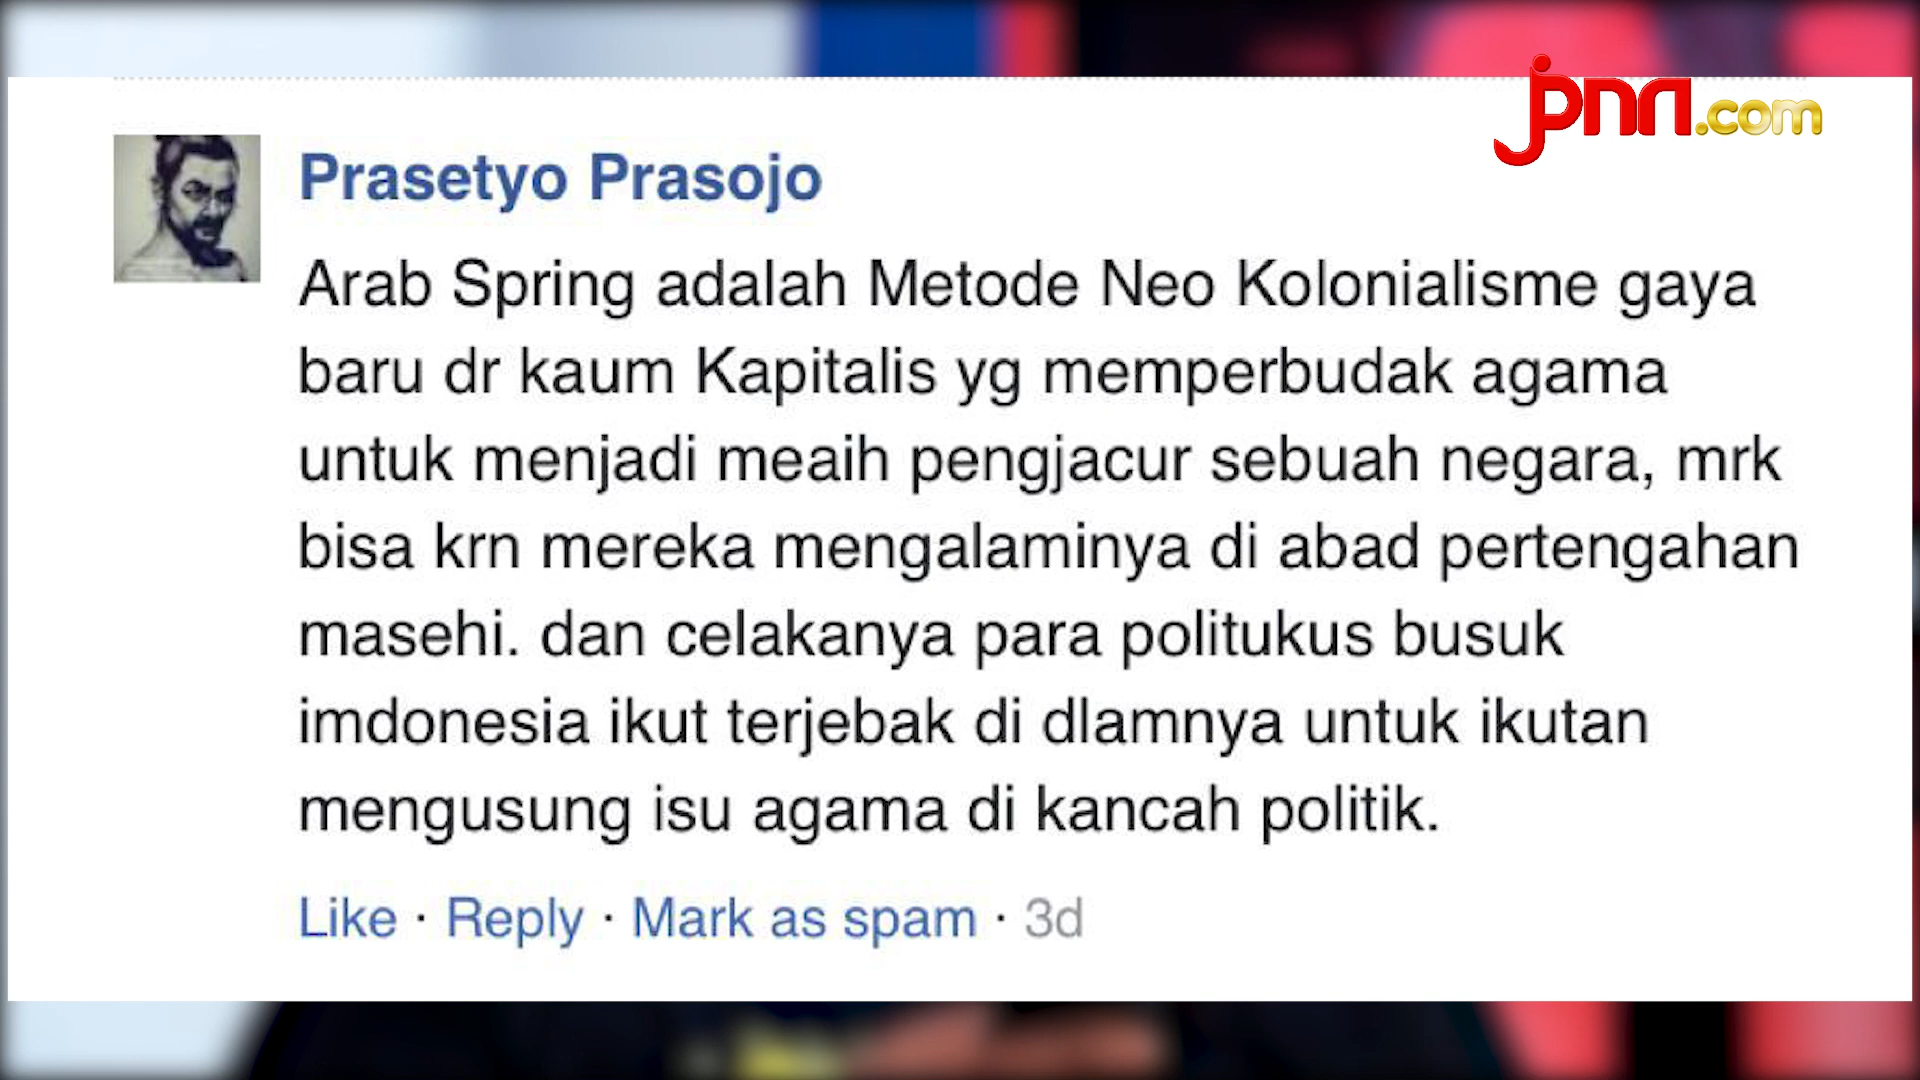 jpnn.com
Prasetyo Prasojo
Arab Spring adalah Metode Neo Kolonialisme gaya
baru dr kaum Kapitalis yg memperbudak agama
untuk menjadi meaih pengjacur sebuah negara, mrk
bisa krn mereka mengalaminya di abad pertengahan
masehi. dan celakanya para politukus busuk
imdonesia ikut terjebak di dlamnya untuk ikutan
mengusung isu agama di kancah politik.
Like · Reply · Mark as spam · 3d